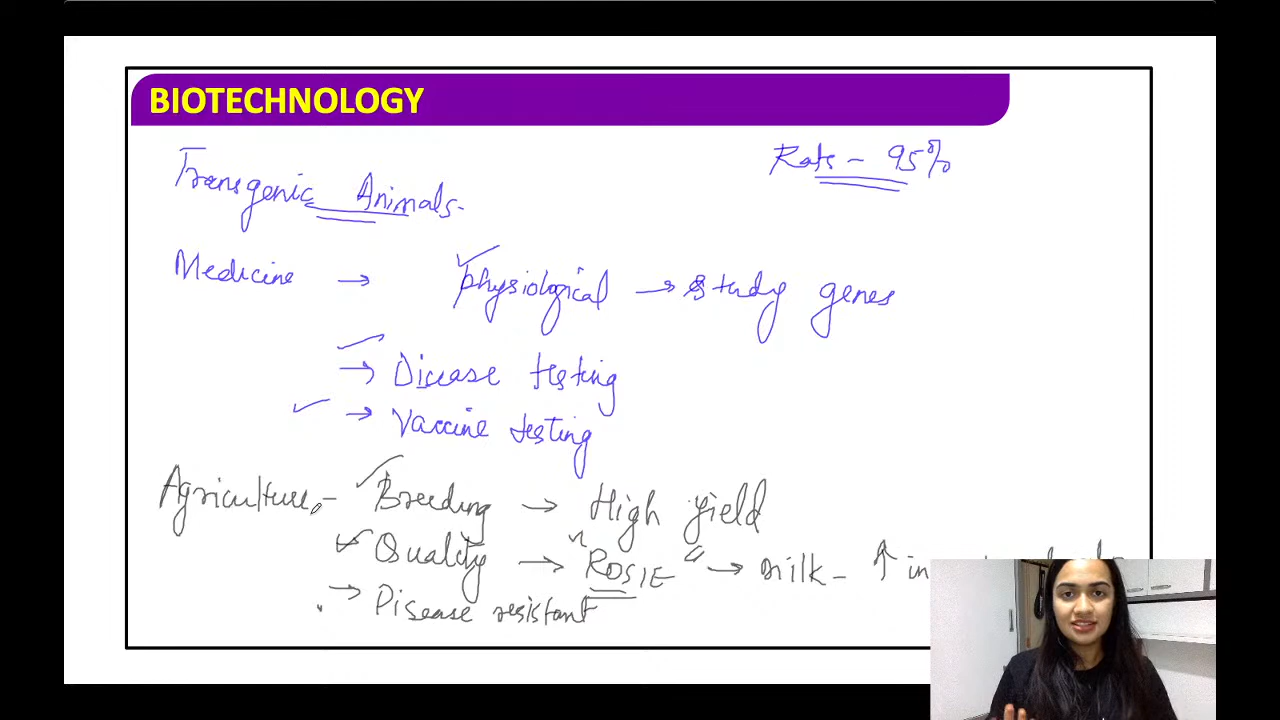 BIOTECHNOLOGY
Rats - 95%
Transgenic Animals-
Medicine → physiological → study genes
→ Disease testing
→ Vaccine testing
Agriculture - Breeding → High yield
Quality → "ROSIE" → milk - ↑ in
→ Disease resistant